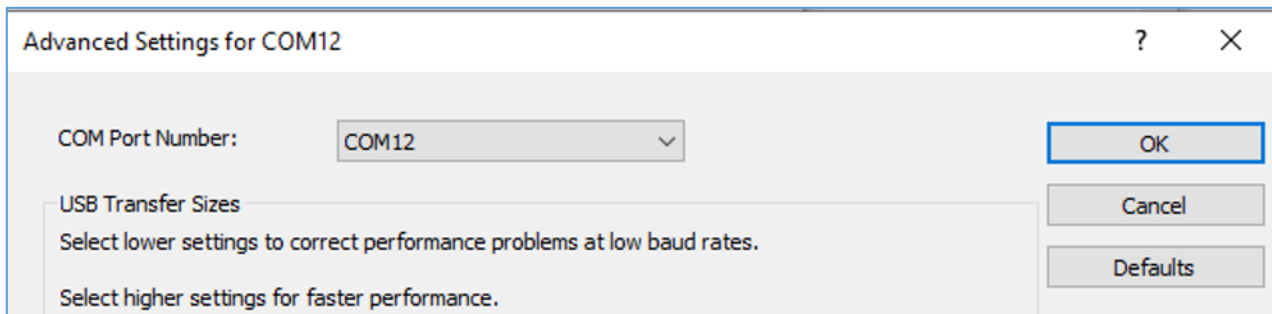 Advanced Settings for COM12 ?
COM Port Number: COM12 OK
USB Transfer Sizes Cancel
Select lower settings to correct performance problems at low baud rates.
Defaults
Select higher settings for faster performance.